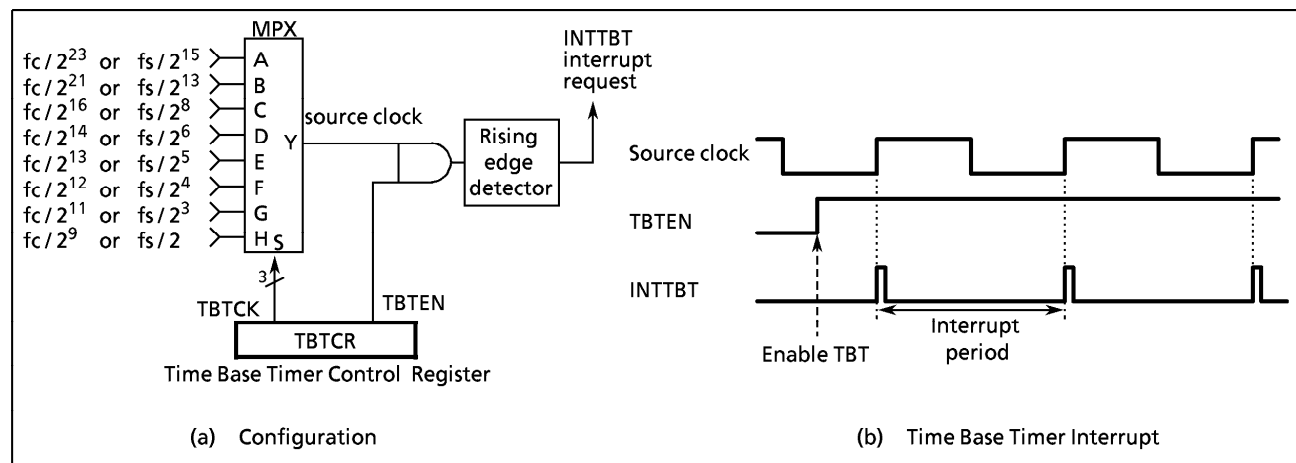 MPX
fc/2^23 or fs/2^15 A
fc/2^21 or fs/2^13 B
fc/2^16 or fs/2^8 C
fc/2^14 or fs/2^6 D
fc/2^13 or fs/2^5 E
fc/2^12 or fs/2^4 F
fc/2^11 or fs/2^3 G
fc/2^9 or fs/2 H
S
Y
source clock
Rising
edge
detector
INTTBT
interrupt
request
3
TBTCK
TBTEN
TBTCR
Time Base Timer Control Register
(a) Configuration
Source clock
TBTEN
INTTBT
Enable TBT
Interrupt
period
(b) Time Base Timer Interrupt